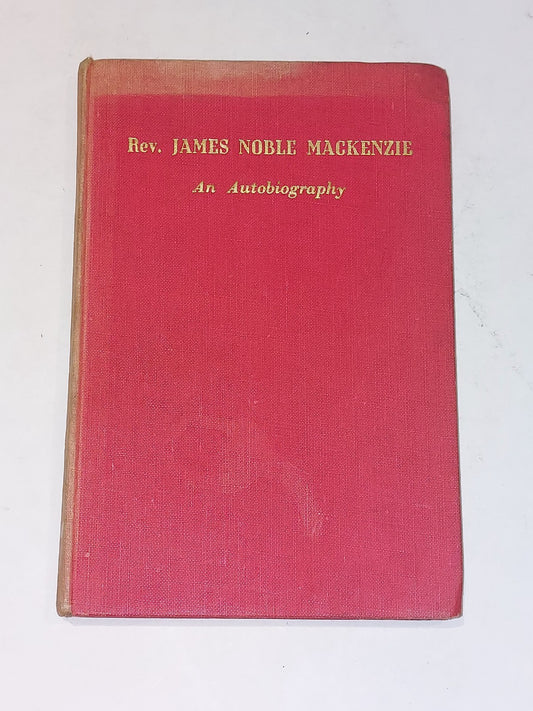 Rev. JAMES NOBLE MACKENZIE
An Autobiography